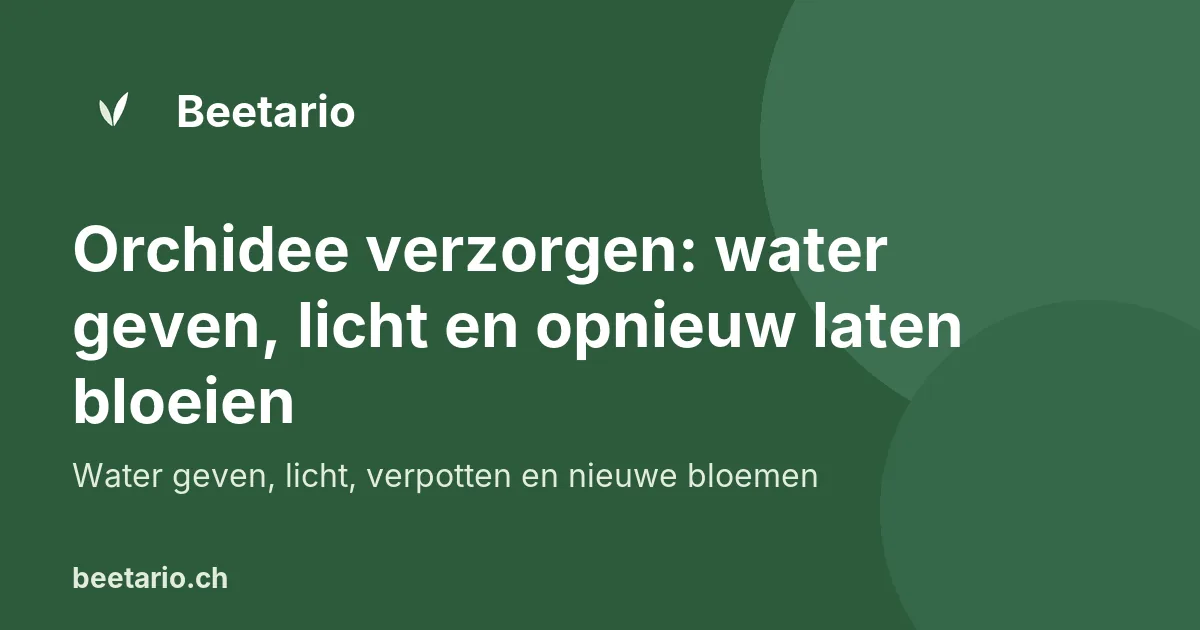 Beetario
Orchidee verzorgen: water
geven, licht en opnieuw laten
bloeien
Water geven, licht, verpotten en nieuwe bloemen
beetario.ch